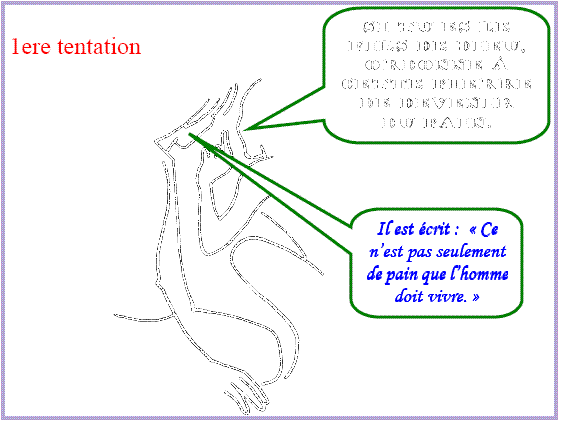 1ere tentation
SI TU ES LE
FILS DE DIEU,
ORDONNE À
CETTE PIERRE
DE DEVENIR
DU PAIN.
Il est écrit : « Ce
n'est pas seulement
de pain que l'homme
doit vivre. »